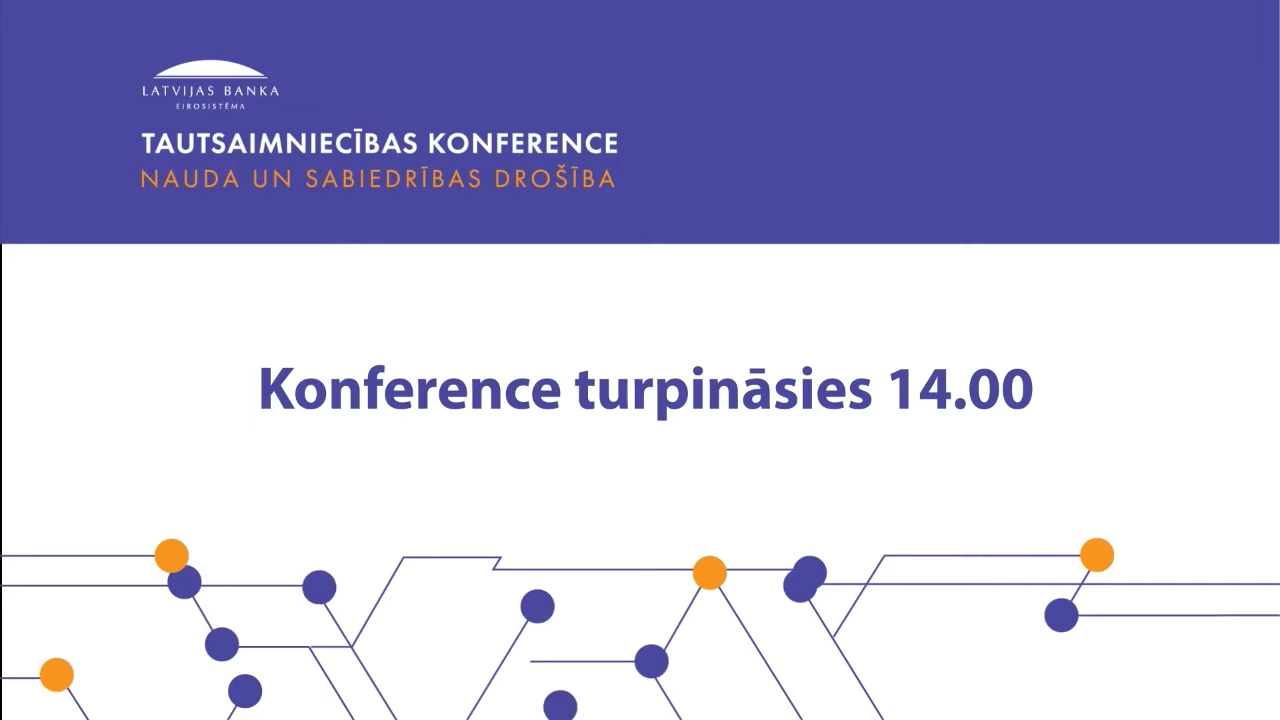 LATVIJAS BANKA
EIROSISTĒMA
TAUTSAIMNIECĪBAS KONFERENCE
NAUDA UN SABIEDRĪBAS DROŠĪBA
Konference turpināsies 14.00